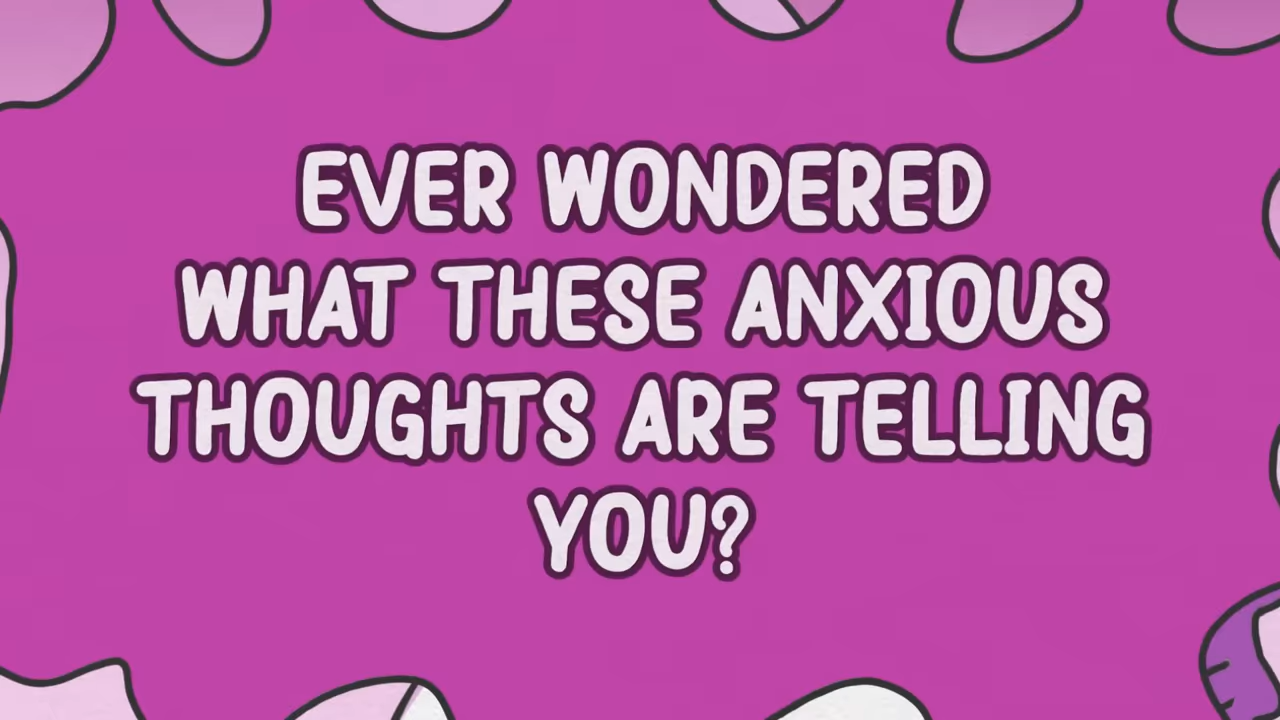 EVER WONDERED
WHAT THESE ANXIOUS
THOUGHTS ARE TELLING
YOU?